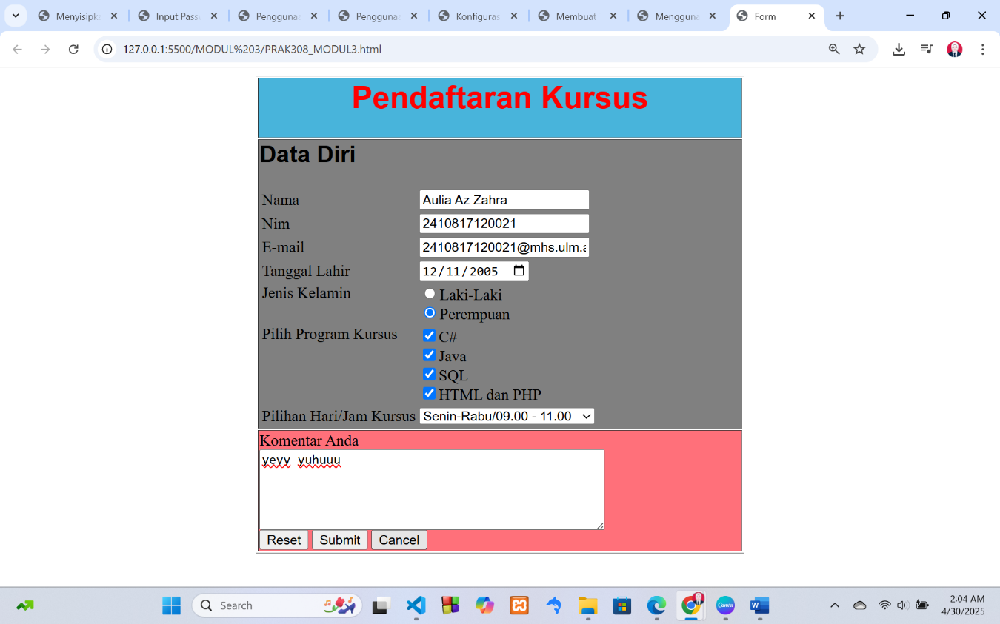 Menyisipka
Input Pass
Penggunaa
Penggunaa
Konfiguras
Membuat
Mengguna
Form
127.0.0.1:5500/MODUL%203/PRAK308_MODUL3.html
Pendaftaran Kursus
Data Diri
Nama Aulia Az Zahra
Nim 2410817120021
E-mail 2410817120021@mhs.ulm.a
Tanggal Lahir 12/11/2005
Jenis Kelamin Laki-Laki
Perempuan
Pilih Program Kursus C#
Java
SQL
HTML dan PHP
Pilihan Hari/Jam Kursus Senin-Rabu/09.00 - 11.00
Komentar Anda
yeyy yuhuuu
Reset Submit Cancel
Search
Canva
W
2:04 AM
4/30/2025